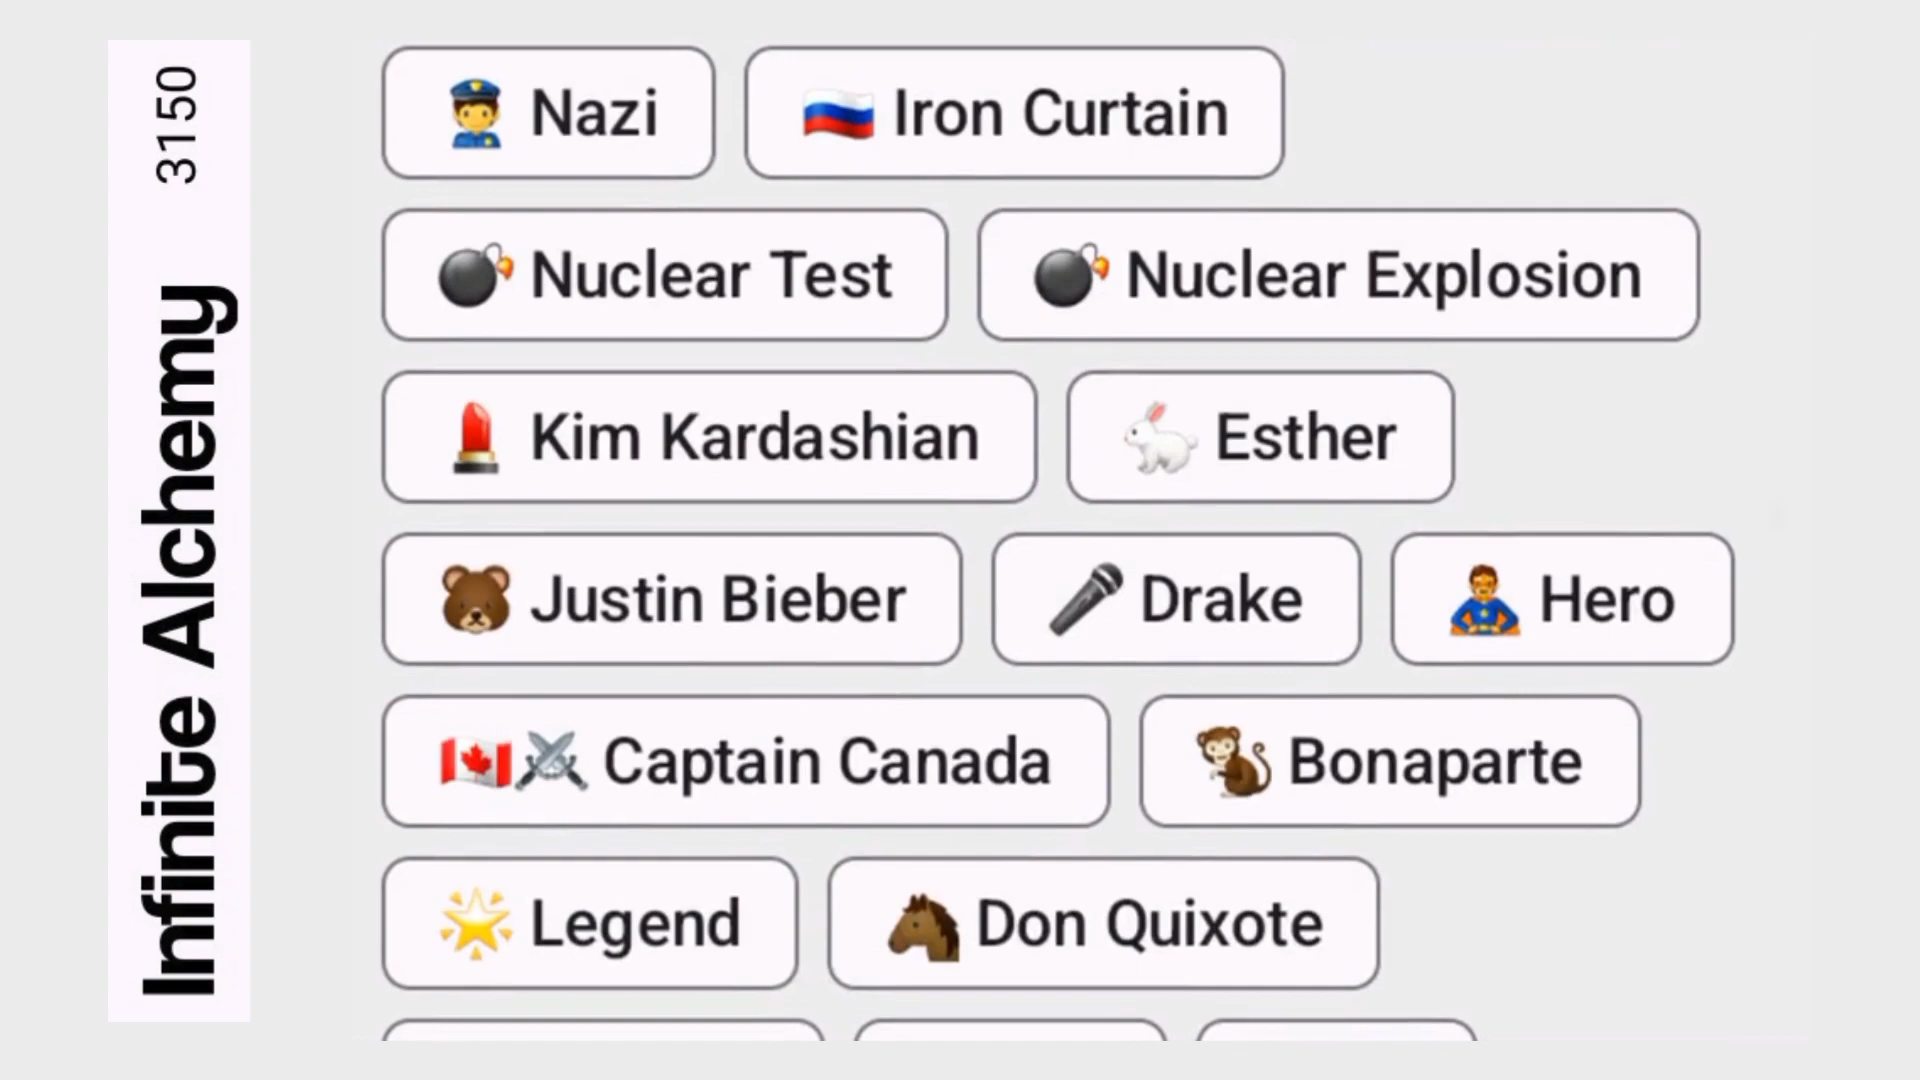 Infinite Alchemy 3150
Nazi Iron Curtain
Nuclear Test Nuclear Explosion
Kim Kardashian Esther
Justin Bieber Drake Hero
Captain Canada Bonaparte
Legend Don Quixote